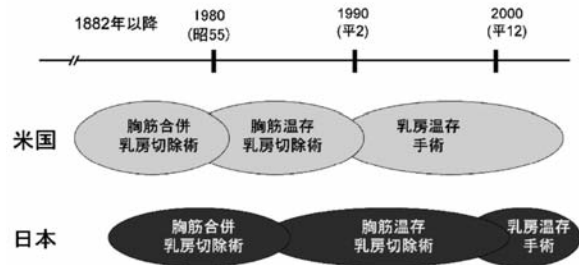 1882年以降
1980
(昭55)
1990
(平2)
2000
(平12)
米国
胸筋合併
乳房切除術
胸筋温存
乳房切除術
乳房温存
手術
日本
胸筋合併
乳房切除術
胸筋温存
乳房切除術
乳房温存
手術